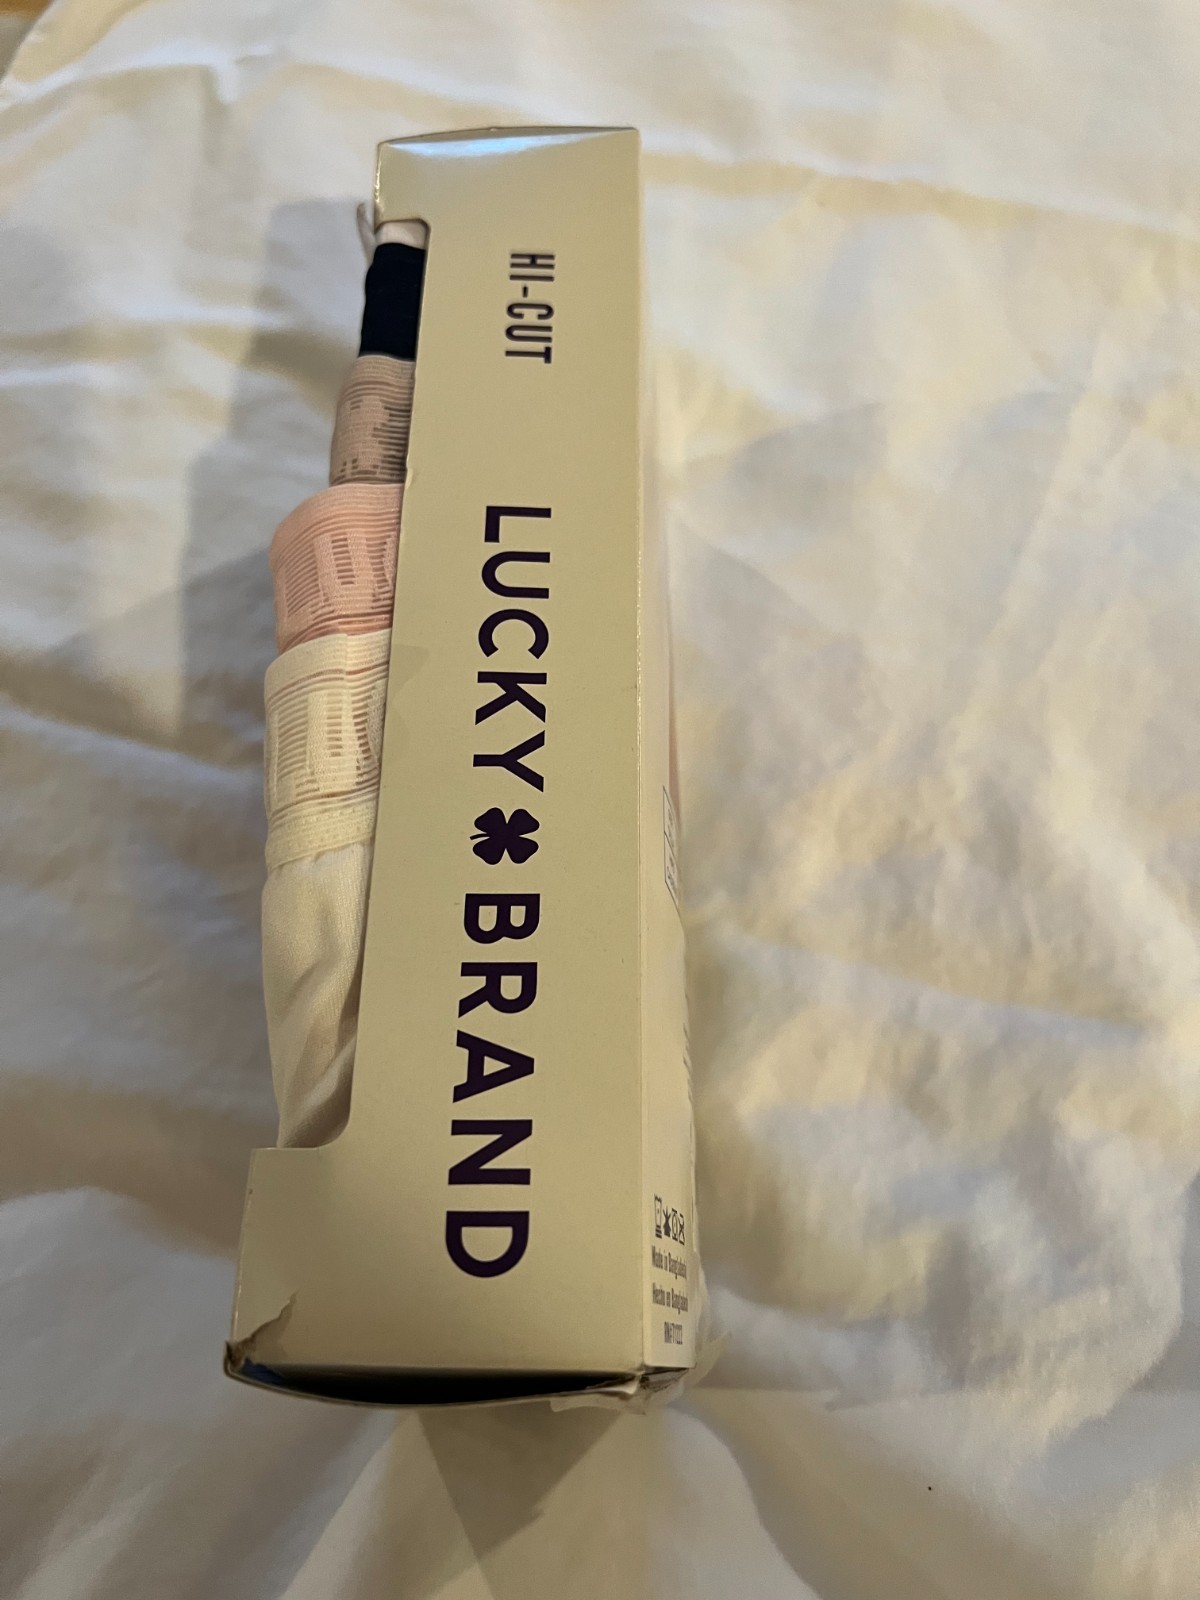 HI-CUT
LUCKY BRAND
Made in Bangladesh
Hecho en Bangladesh